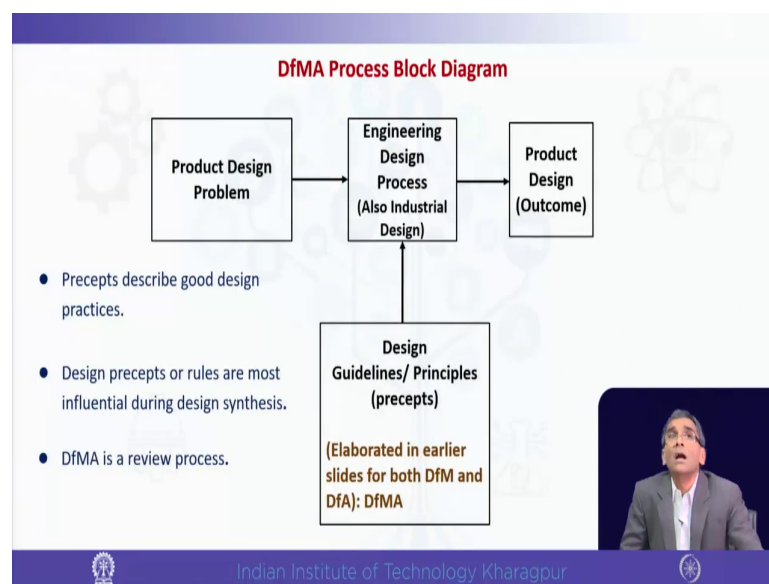 DfMA Process Block Diagram
Product Design
Problem
Engineering
Design
Process
(Also Industrial
Design)
Product
Design
(Outcome)
● Precepts describe good design
practices.
● Design precepts or rules are most
influential during design synthesis.
● DfMA is a review process.
Design
Guidelines/ Principles
(precepts)
(Elaborated in earlier
slides for both DfM and
DfA): DfMA
Indian Institute of Technology Kharagpur